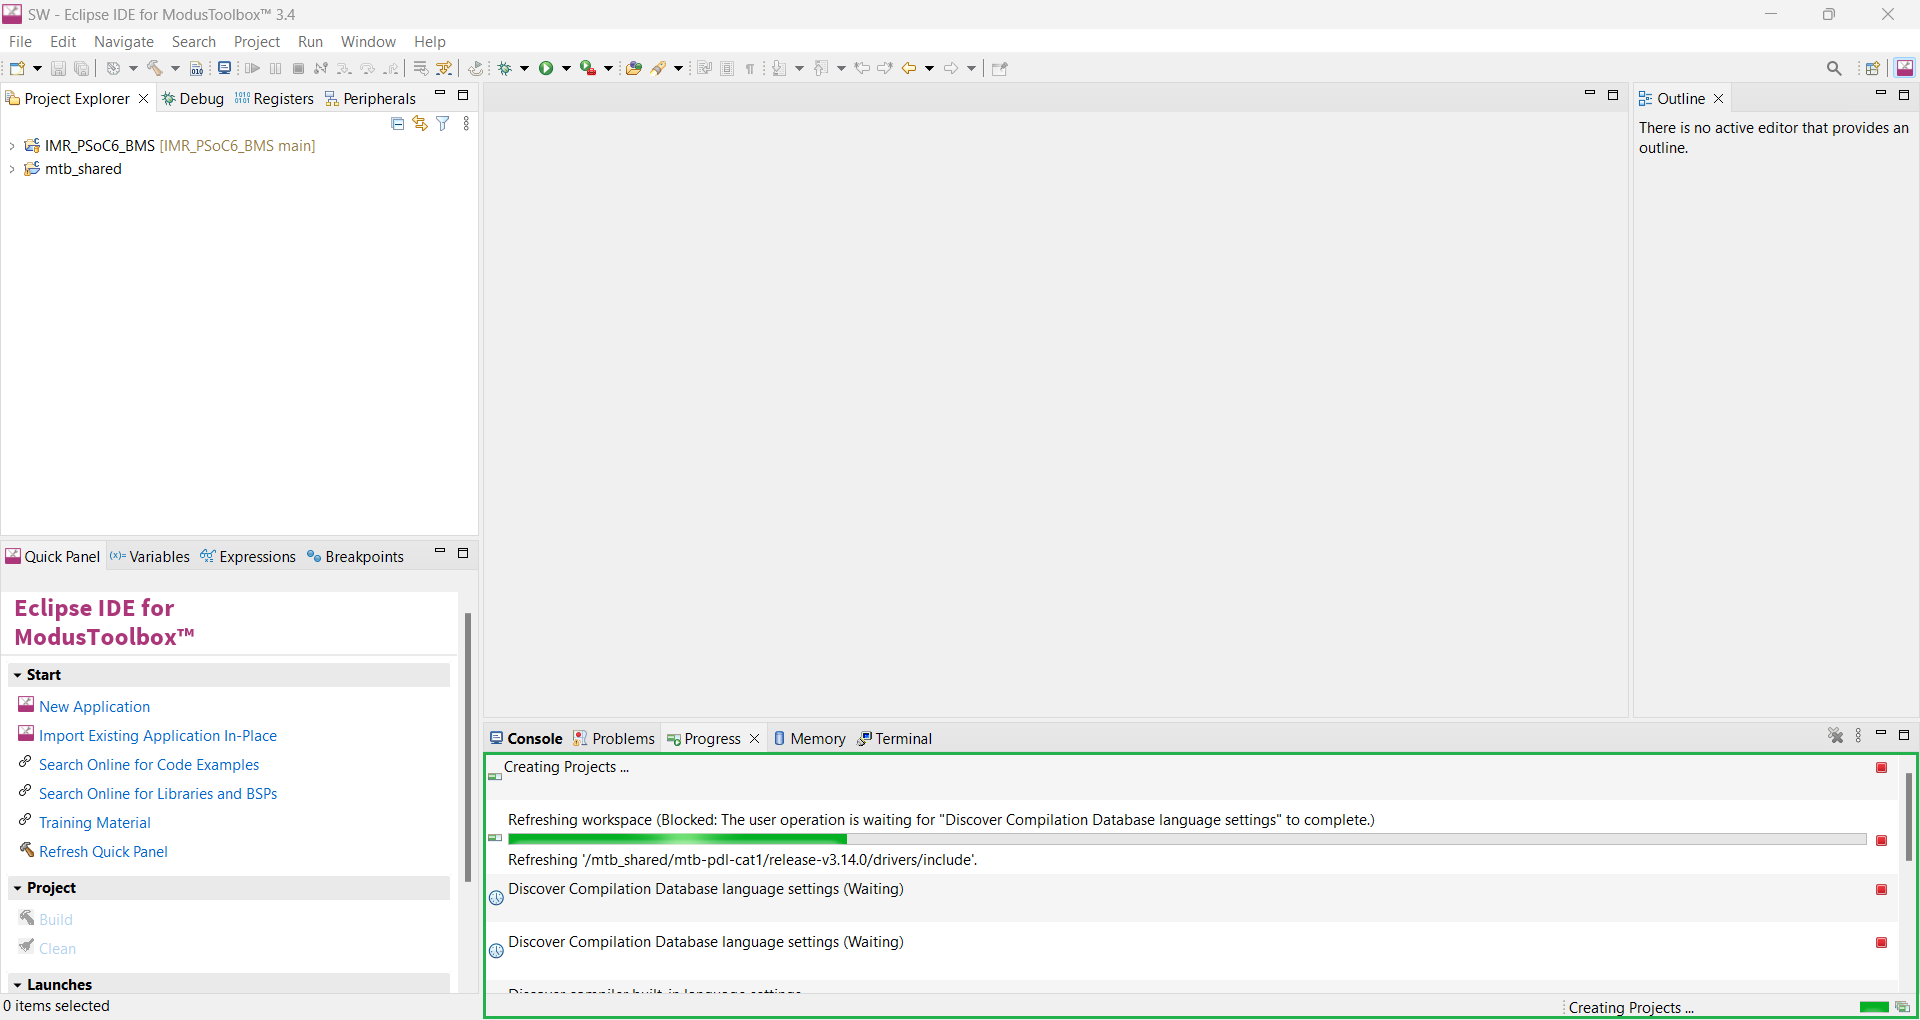 SW - Eclipse IDE for ModusToolbox™ 3.4
File Edit Navigate Search Project Run Window Help
Project Explorer Debug Registers Peripherals
IMR_PSoC6_BMS [IMR_PSoC6_BMS main]
mtb_shared
Outline
There is no active editor that provides an
outline.
Quick Panel Variables Expressions Breakpoints
Eclipse IDE for
ModusToolbox™
Start
New Application
Import Existing Application In-Place
Search Online for Code Examples
Search Online for Libraries and BSPs
Training Material
Refresh Quick Panel
Project
Build
Clean
Launches
Console Problems Progress Memory Terminal
Creating Projects ...
Refreshing workspace (Blocked: The user operation is waiting for "Discover Compilation Database language settings" to complete.)
Refreshing '/mtb_shared/mtb-pdl-cat1/release-v3.14.0/drivers/include'.
Discover Compilation Database language settings (Waiting)
Discover Compilation Database language settings (Waiting)
Discover compiler built-in language settings
0 items selected
Creating Projects ...